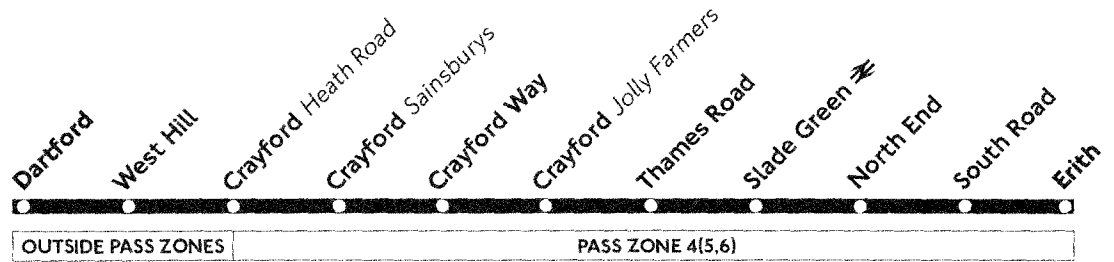 Dartford
West Hill
Crayford Heath Road
Crayford Sainsburys
Crayford Way
Crayford Jolly Farmers
Thames Road
Slade Green
North End
South Road
Erith
OUTSIDE PASS ZONES
PASS ZONE 4(5,6)